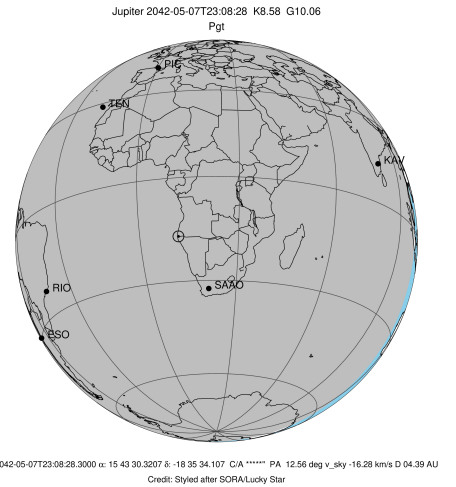 Jupiter 2042-05-07T23:08:28 K8.58 G10.06
Pgt
PIC
TEN
KAV
RIO
SAAO
ESO
042-05-07T23:08:28.3000 α: 15 43 30.3207 δ: -18 35 34.107 C/A *****" PA 12.56 deg v_sky -16.28 km/s D 04.39 AU
Credit: Styled after SORA/Lucky Star